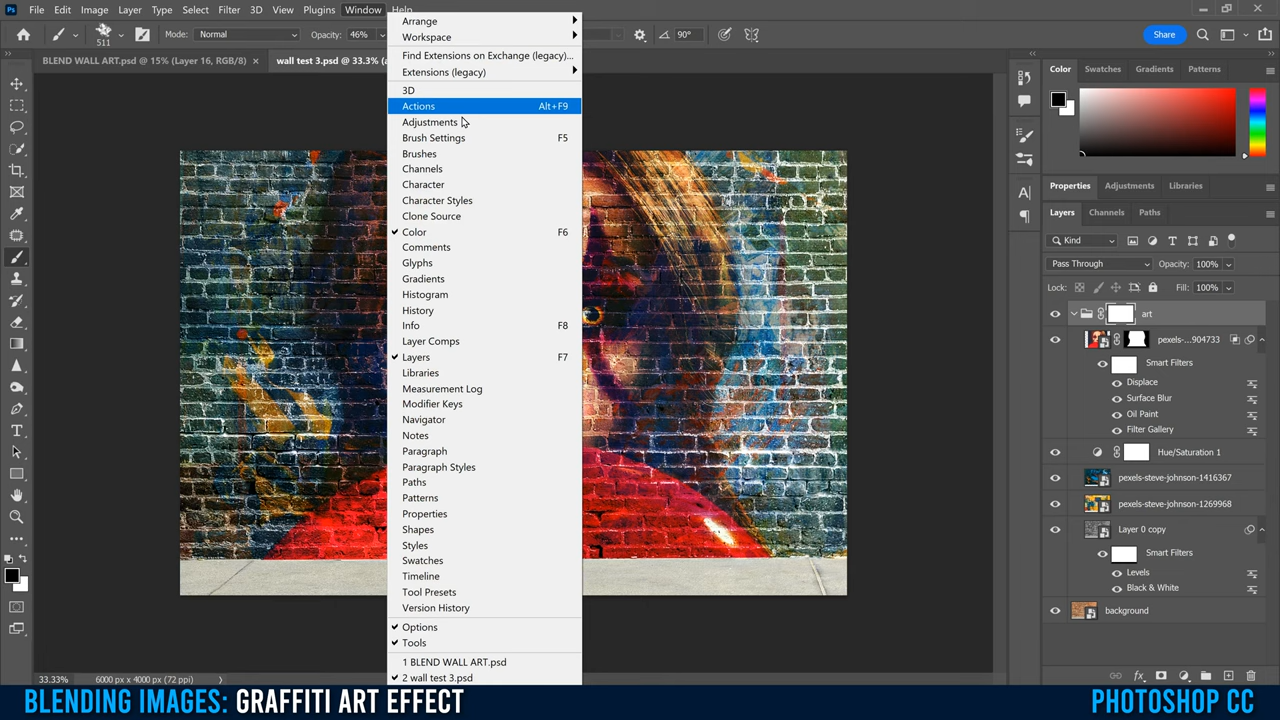 Ps File Edit Image Layer Type Select Filter 3D View Plugins Window Help
511 Mode: Normal Opacity: 46% 90° Share
BLEND WALL ART.psd @ 15% (Layer 16, RGB/8) × wall test 3.psd @ 33.3%
Arrange
Workspace
Find Extensions on Exchange (legacy)...
Extensions (legacy)
3D
Actions Alt+F9
Adjustments
Brush Settings F5
Brushes
Channels
Character
Character Styles
Clone Source
Color F6
Comments
Glyphs
Gradients
Histogram
History
Info F8
Layer Comps
Layers F7
Libraries
Measurement Log
Modifier Keys
Navigator
Notes
Paragraph
Paragraph Styles
Paths
Patterns
Properties
Shapes
Styles
Swatches
Timeline
Tool Presets
Version History
Options
Tools
1 BLEND WALL ART.psd
2 wall test 3.psd
Color Swatches Gradients Patterns
Properties Adjustments Libraries
Layers Channels Paths
Kind
Pass Through Opacity: 100%
Lock: Fill: 100%
art
pexels-...904733
Smart Filters
Displace
Surface Blur
Oil Paint
Filter Gallery
Hue/Saturation 1
pexels-steve-johnson-1416367
pexels-steve-johnson-1269968
Layer 0 copy
Smart Filters
Levels
Black & White
background
33.33% 6000 px x 4000 px (72 ppi)
BLENDING IMAGES: GRAFFITI ART EFFECT
PHOTOSHOP CC